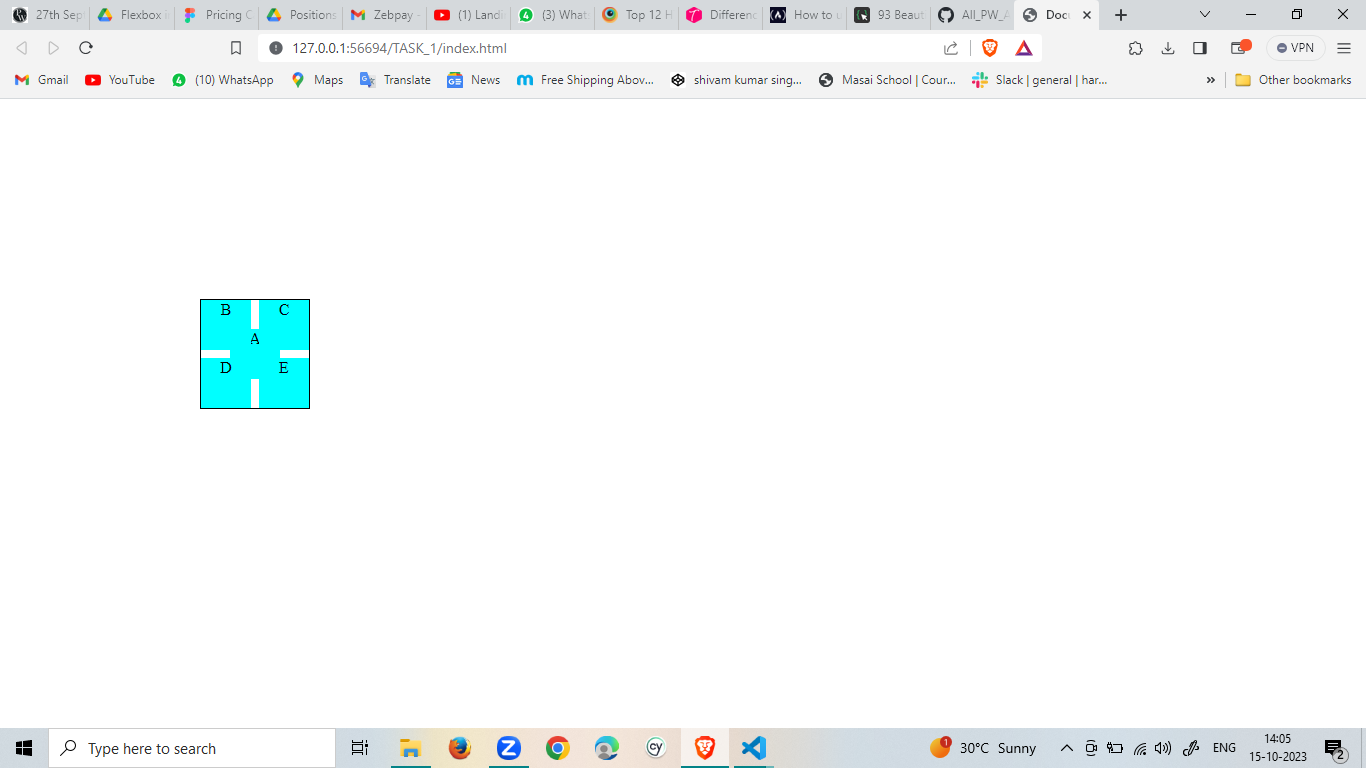 27th Sep Flexbox i Pricing C Positions Zebpay - (1) Landi (3) What Top 12 H Differenc How to u 93 Beaut All_PW_A Docu
127.0.0.1:56694/TASK_1/index.html VPN
Gmail YouTube (10) WhatsApp Maps Translate News Free Shipping Abov... shivam kumar sing... Masai School | Cour... Slack | general | har... » Other bookmarks
B C
A
D E
Type here to search 30°C Sunny ENG 14:05
15-10-2023 2